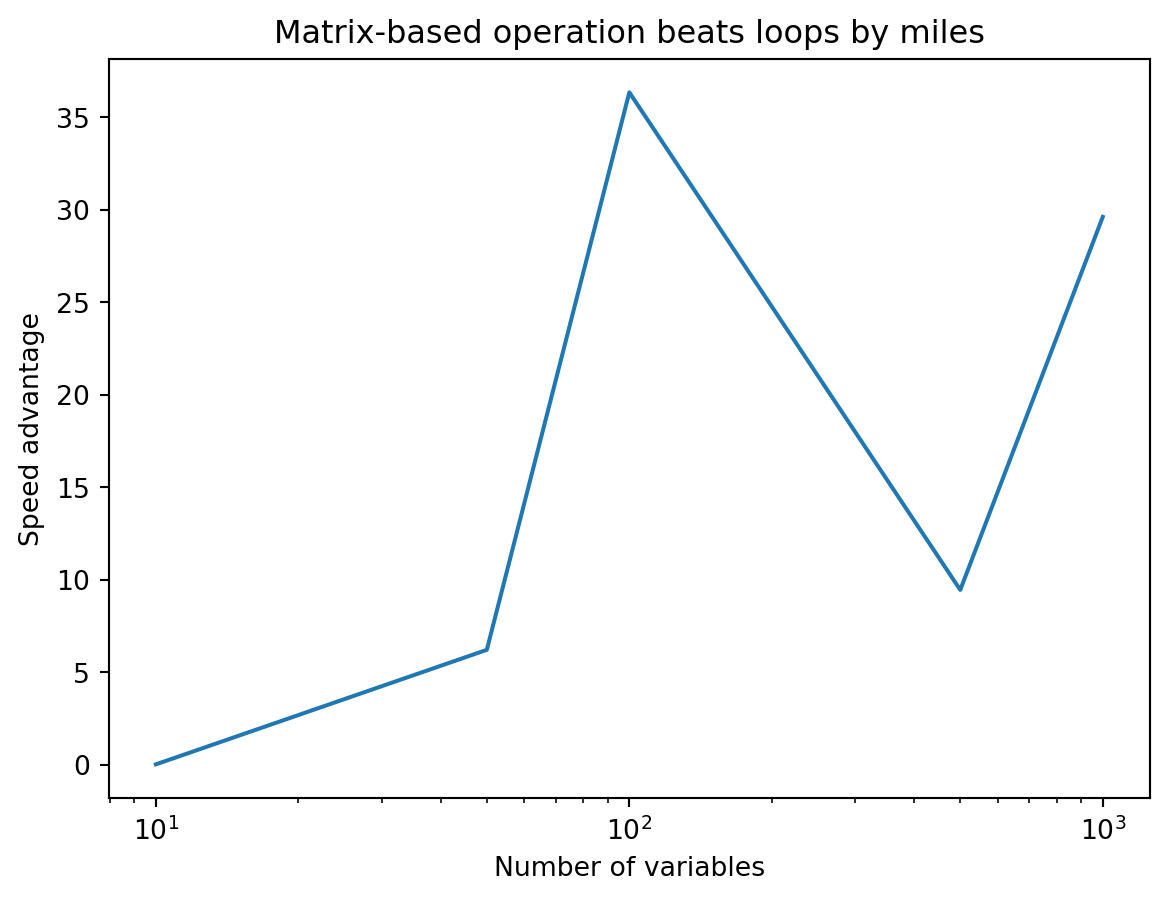 Matrix-based operation beats loops by miles
Speed advantage
35
30
25
20
15
10
5
0
10¹ 10² 10³
Number of variables